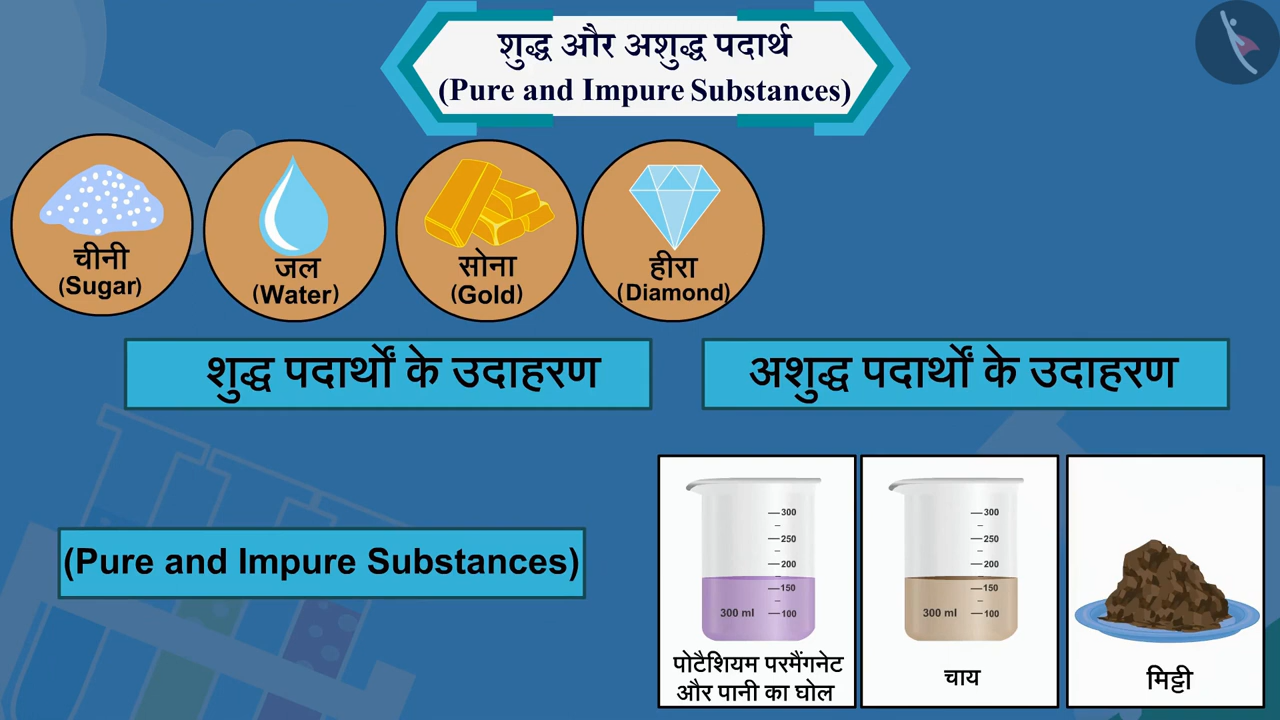 शुद्ध और अशुद्ध पदार्थ
(Pure and Impure Substances)
चीनी
(Sugar)
जल
(Water)
सोना
(Gold)
हीरा
(Diamond)
शुद्ध पदार्थों के उदाहरण
अशुद्ध पदार्थों के उदाहरण
(Pure and Impure Substances)
300
250
200
150
300 ml
100
पोटैशियम परमैंगनेट
और पानी का घोल
300
250
200
150
300 ml
100
चाय
मिट्टी